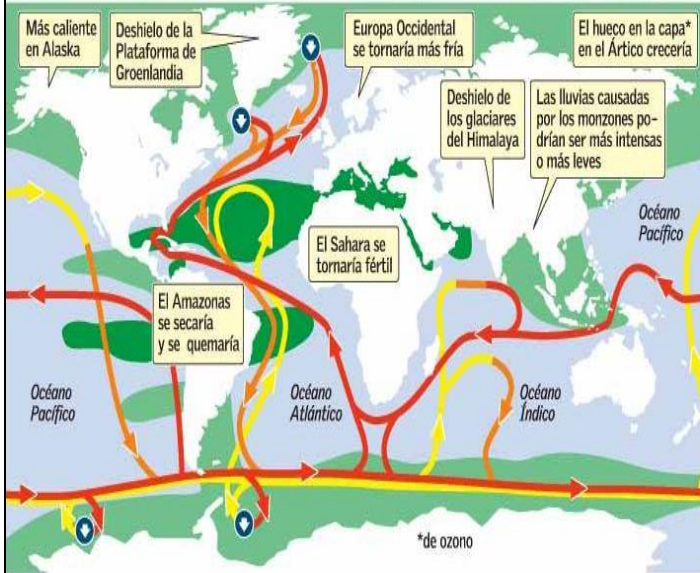 Más caliente
en Alaska
Deshielo de la
Plataforma de
Groenlandia
Europa Occidental
se tornaría más fría
El hueco en la capa*
en el Ártico crecería
Deshielo de
los glaciares
del Himalaya
Las lluvias causadas
por los monzones po-
drían ser más intensas
o más leves
Océano
Pacífico
El Sahara se
tornaría fértil
El Amazonas
se secaría
y se quemaría
Océano
Pacífico
Océano
Atlántico
Océano
Índico
*de ozono